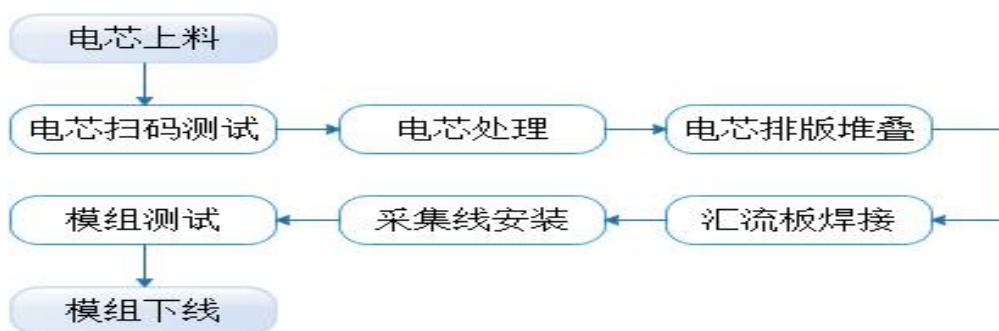 电芯上料
电芯扫码测试
电芯处理
电芯排版堆叠
汇流板焊接
采集线安装
模组测试
模组下线